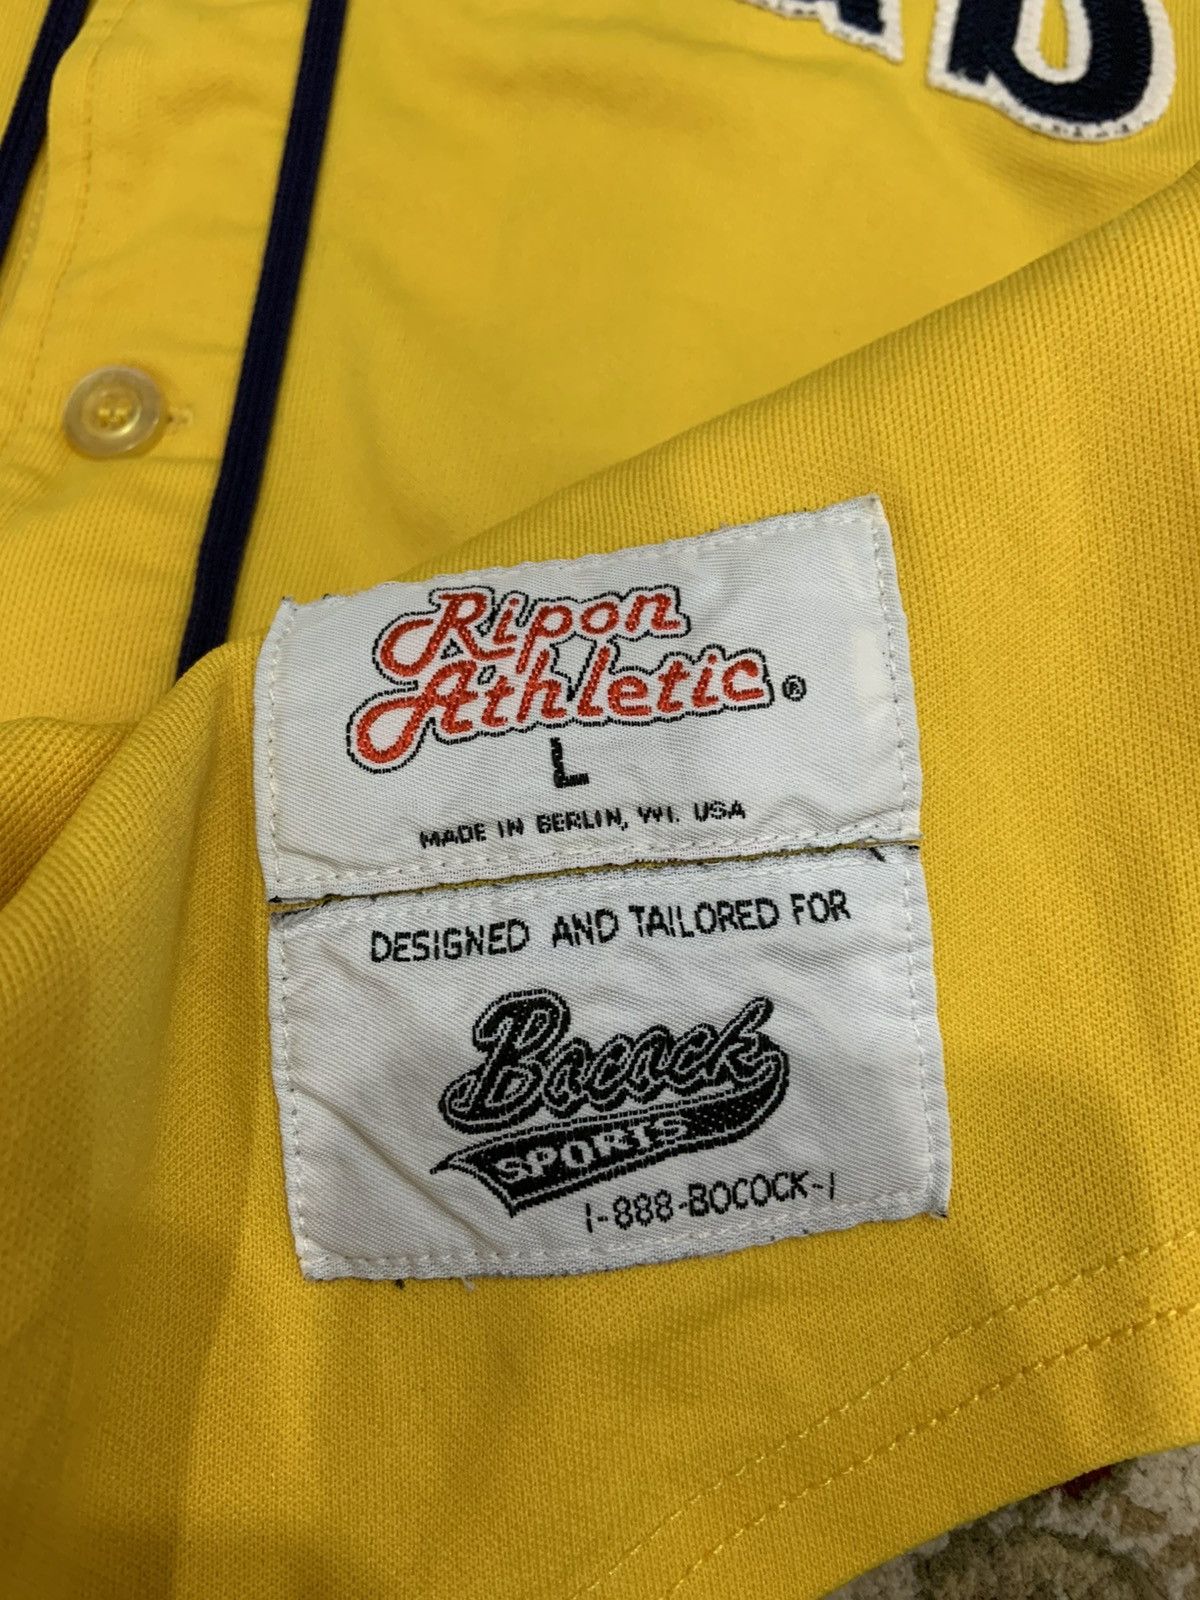 Ripon
Athletic ®
L
MADE IN BERLIN, WI. USA
DESIGNED AND TAILORED FOR
Bocock
SPORTS
1-888-BOCOCK-1